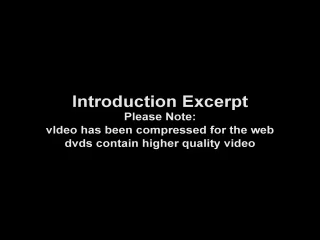 Introduction Excerpt
Please Note:
vIdeo has been compressed for the web
dvds contain higher quality video